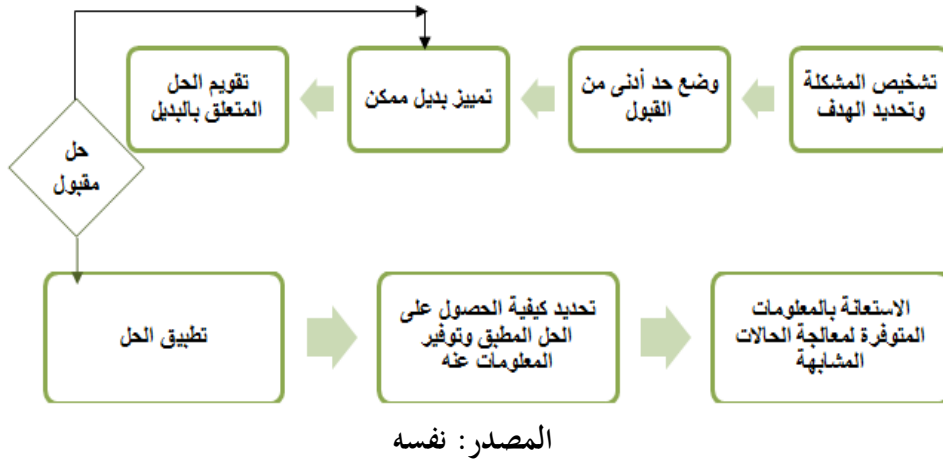 تشخيص المشكلة
وتحديد الهدف
وضع حد أدنى من
القبول
تمييز بديل ممكن
تقويم الحل
المتعلق بالبديل
حل
مقبول
تطبيق الحل
تحديد كيفية الحصول على
الحل المطبق وتوفير
المعلومات عنه
الاستعانة بالمعلومات
المتوفرة لمعالجة الحالات
المشابهة
المصدر: نفسه